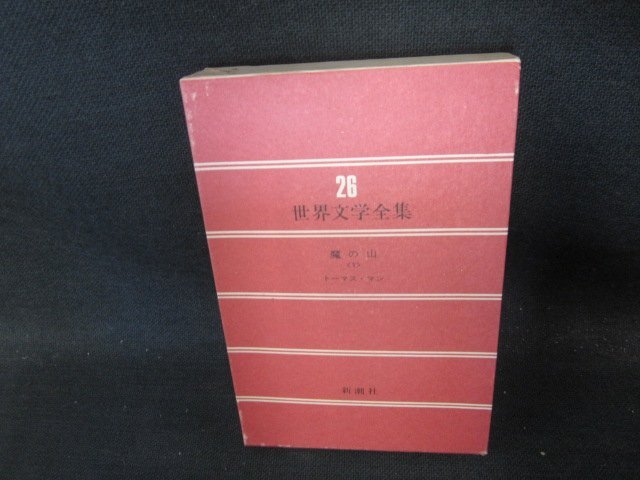 26
世界文学全集
魔の山
〈Ⅰ〉
トーマス・マン
新潮社